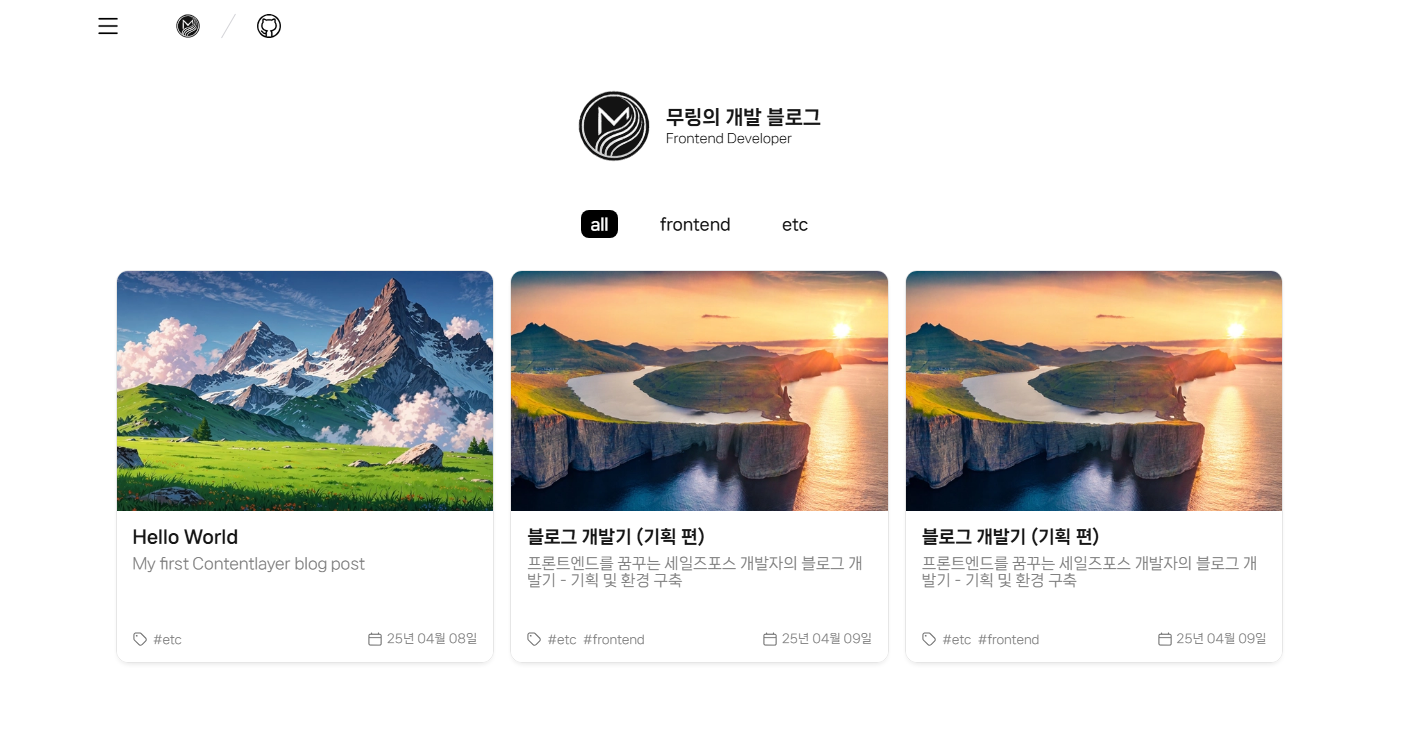 무링의 개발 블로그
Frontend Developer
all frontend etc
Hello World
My first Contentlayer blog post
#etc 25년 04월 08일
블로그 개발기 (기획 편)
프론트엔드를 꿈꾸는 세일즈포스 개발자의 블로그 개
발기 - 기획 및 환경 구축
#etc #frontend 25년 04월 09일
블로그 개발기 (기획 편)
프론트엔드를 꿈꾸는 세일즈포스 개발자의 블로그 개
발기 - 기획 및 환경 구축
#etc #frontend 25년 04월 09일